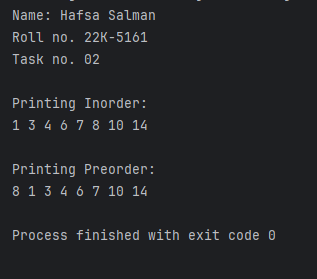 Name: Hafsa Salman
Roll no. 22K-5161
Task no. 02
Printing Inorder:
1 3 4 6 7 8 10 14
Printing Preorder:
8 1 3 4 6 7 10 14
Process finished with exit code 0